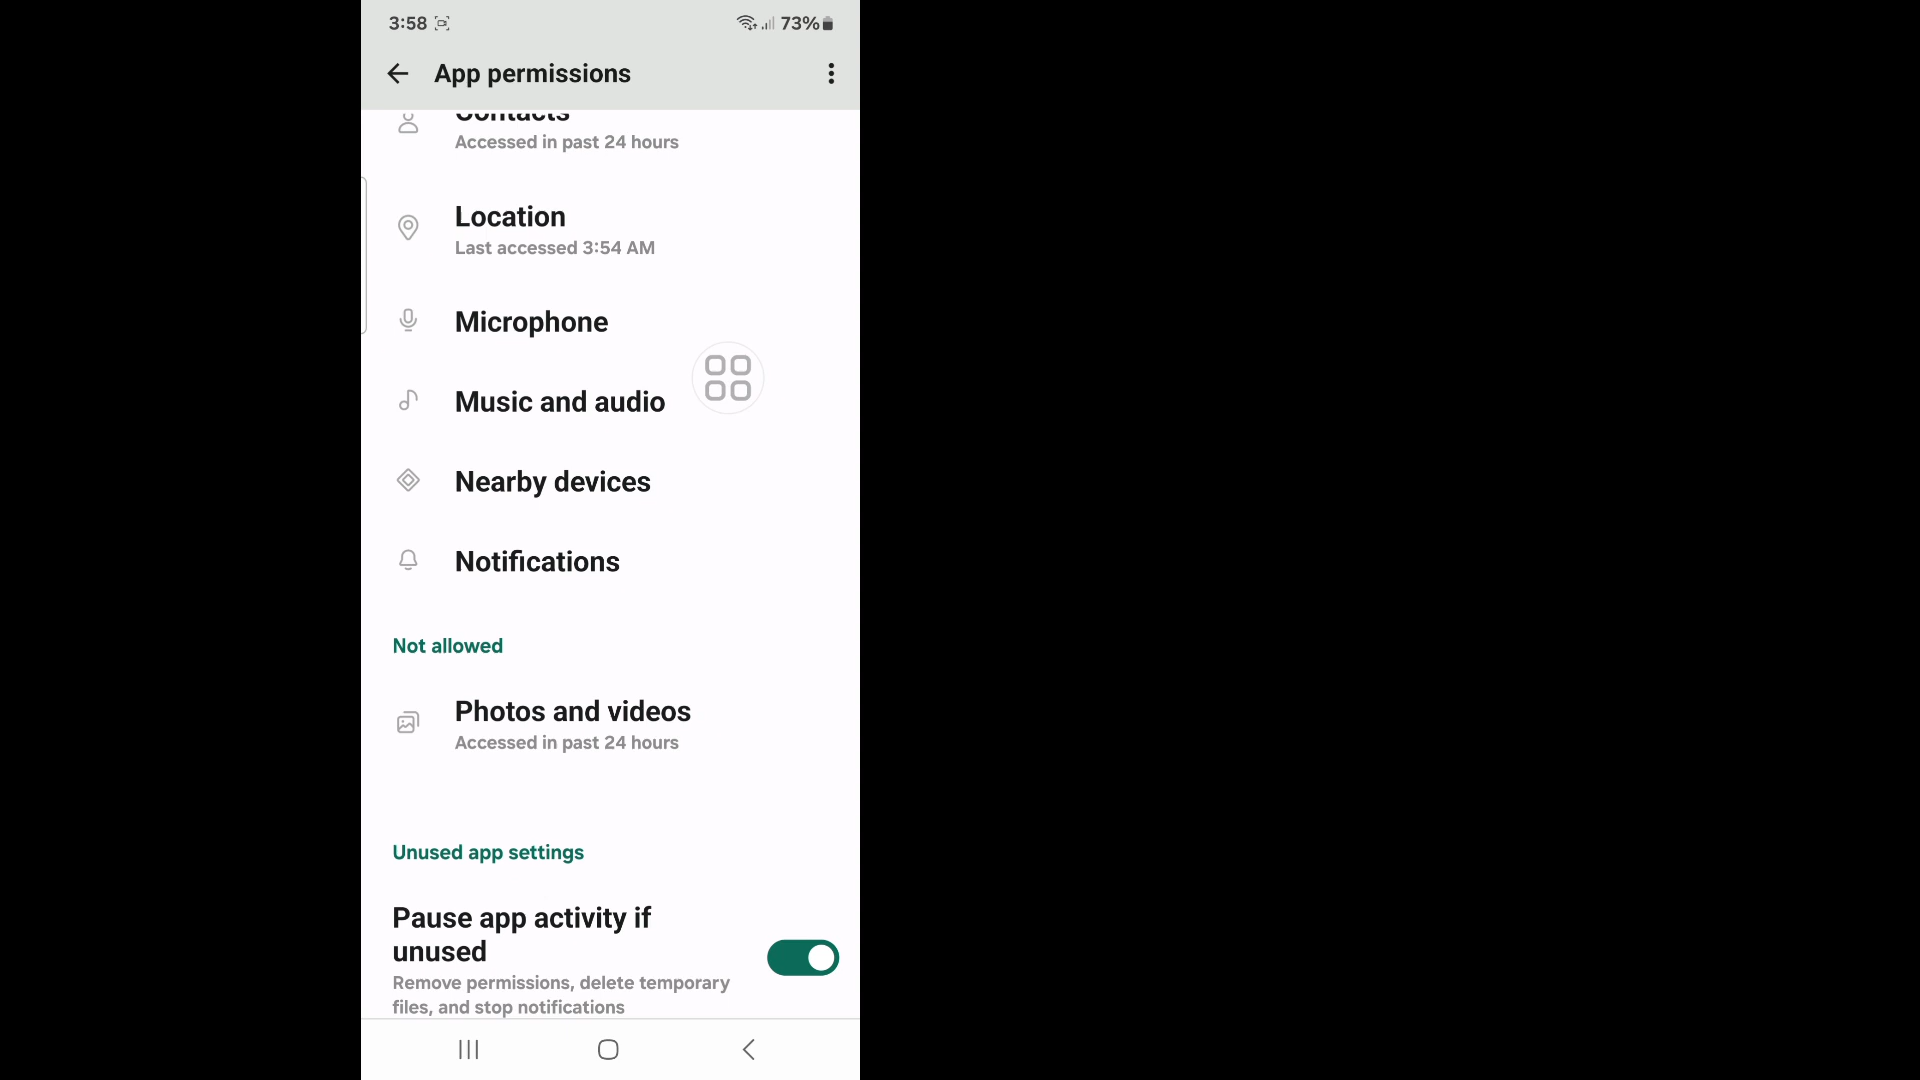 3:58
73%
App permissions
Contacts
Accessed in past 24 hours
Location
Last accessed 3:54 AM
Microphone
Music and audio
Nearby devices
Notifications
Not allowed
Photos and videos
Accessed in past 24 hours
Unused app settings
Pause app activity if
unused
Remove permissions, delete temporary
files, and stop notifications